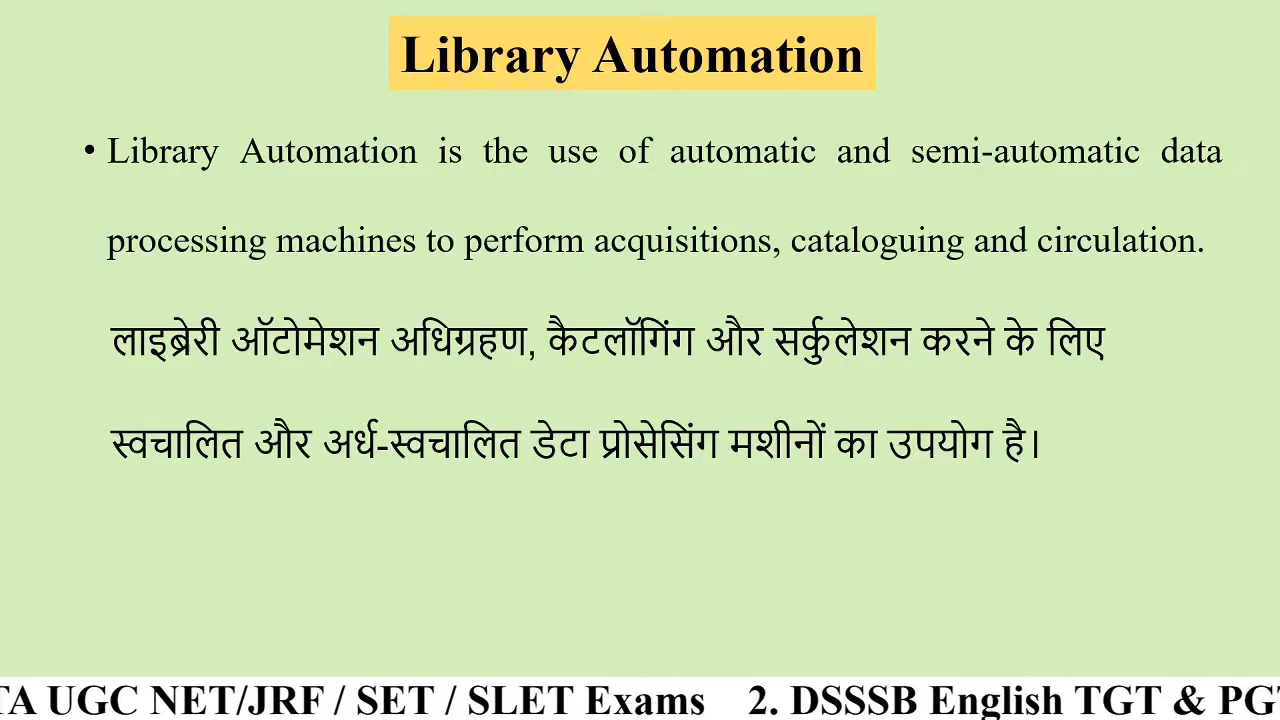 Library Automation
• Library Automation is the use of automatic and semi-automatic data
processing machines to perform acquisitions, cataloguing and circulation.
लाइब्रेरी ऑटोमेशन अधिग्रहण, कैटलॉगिंग और सर्कुलेशन करने के लिए
स्वचालित और अर्ध-स्वचालित डेटा प्रोसेसिंग मशीनों का उपयोग है।
TA UGC NET/JRF / SET / SLET Exams 2. DSSSB English TGT & PG